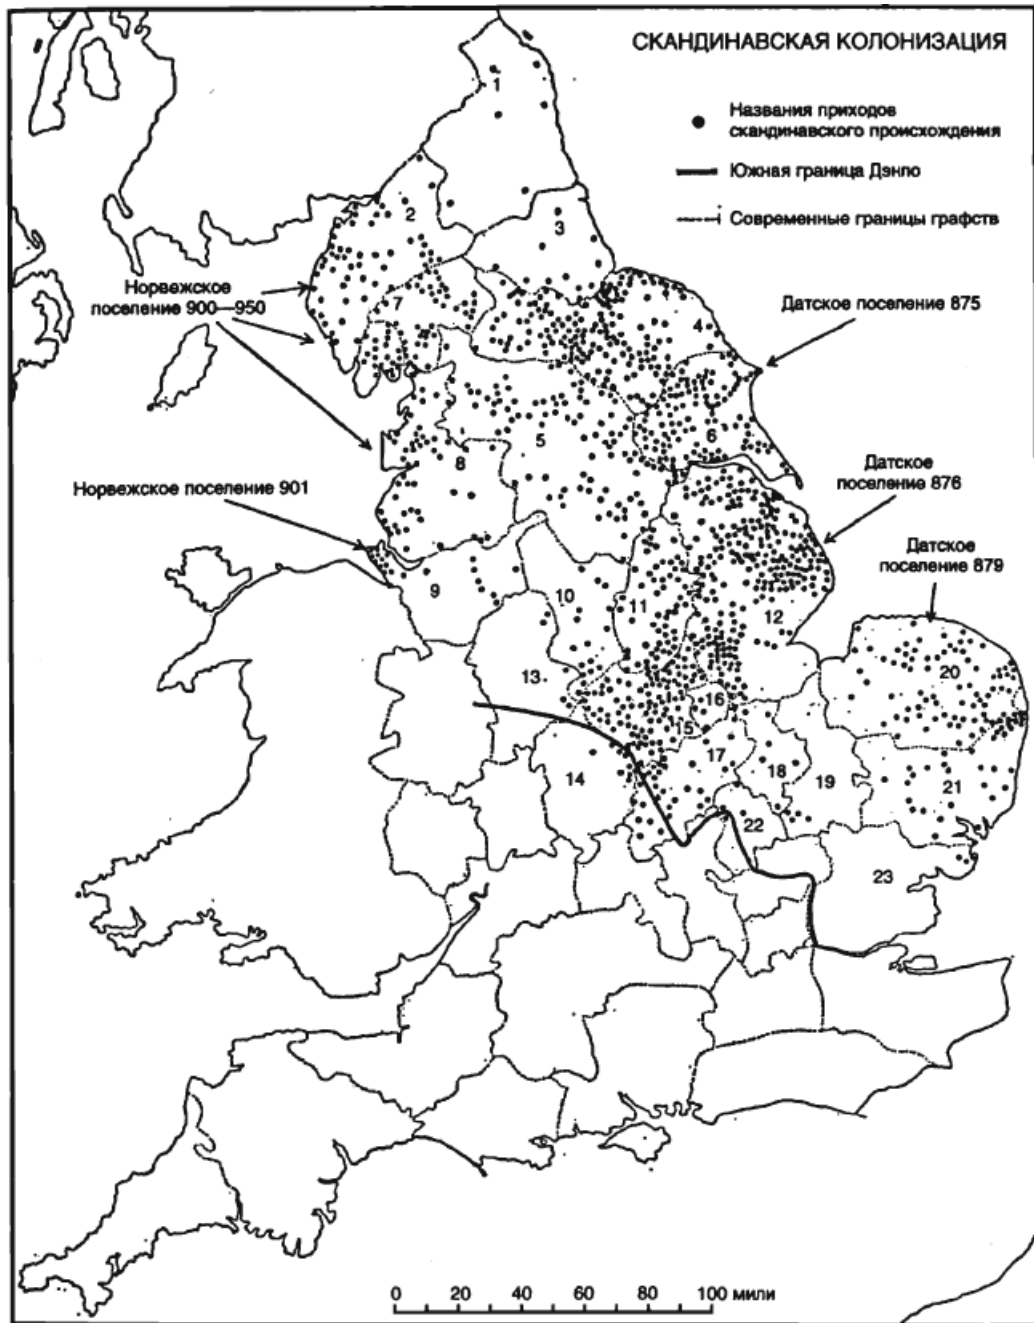 СКАНДИНАВСКАЯ КОЛОНИЗАЦИЯ
Названия приходов
скандинавского происхождения
Южная граница Дэнло
Современные границы графств
Норвежское
поселение 900—950
Датское поселение 875
Норвежское поселение 901
Датское
поселение 876
Датское
поселение 879
1
2
3
4
5
6
7
8
9
10
11
12
13
14
15
16
17
18
19
20
21
22
23
0 20 40 60 80 100 мили